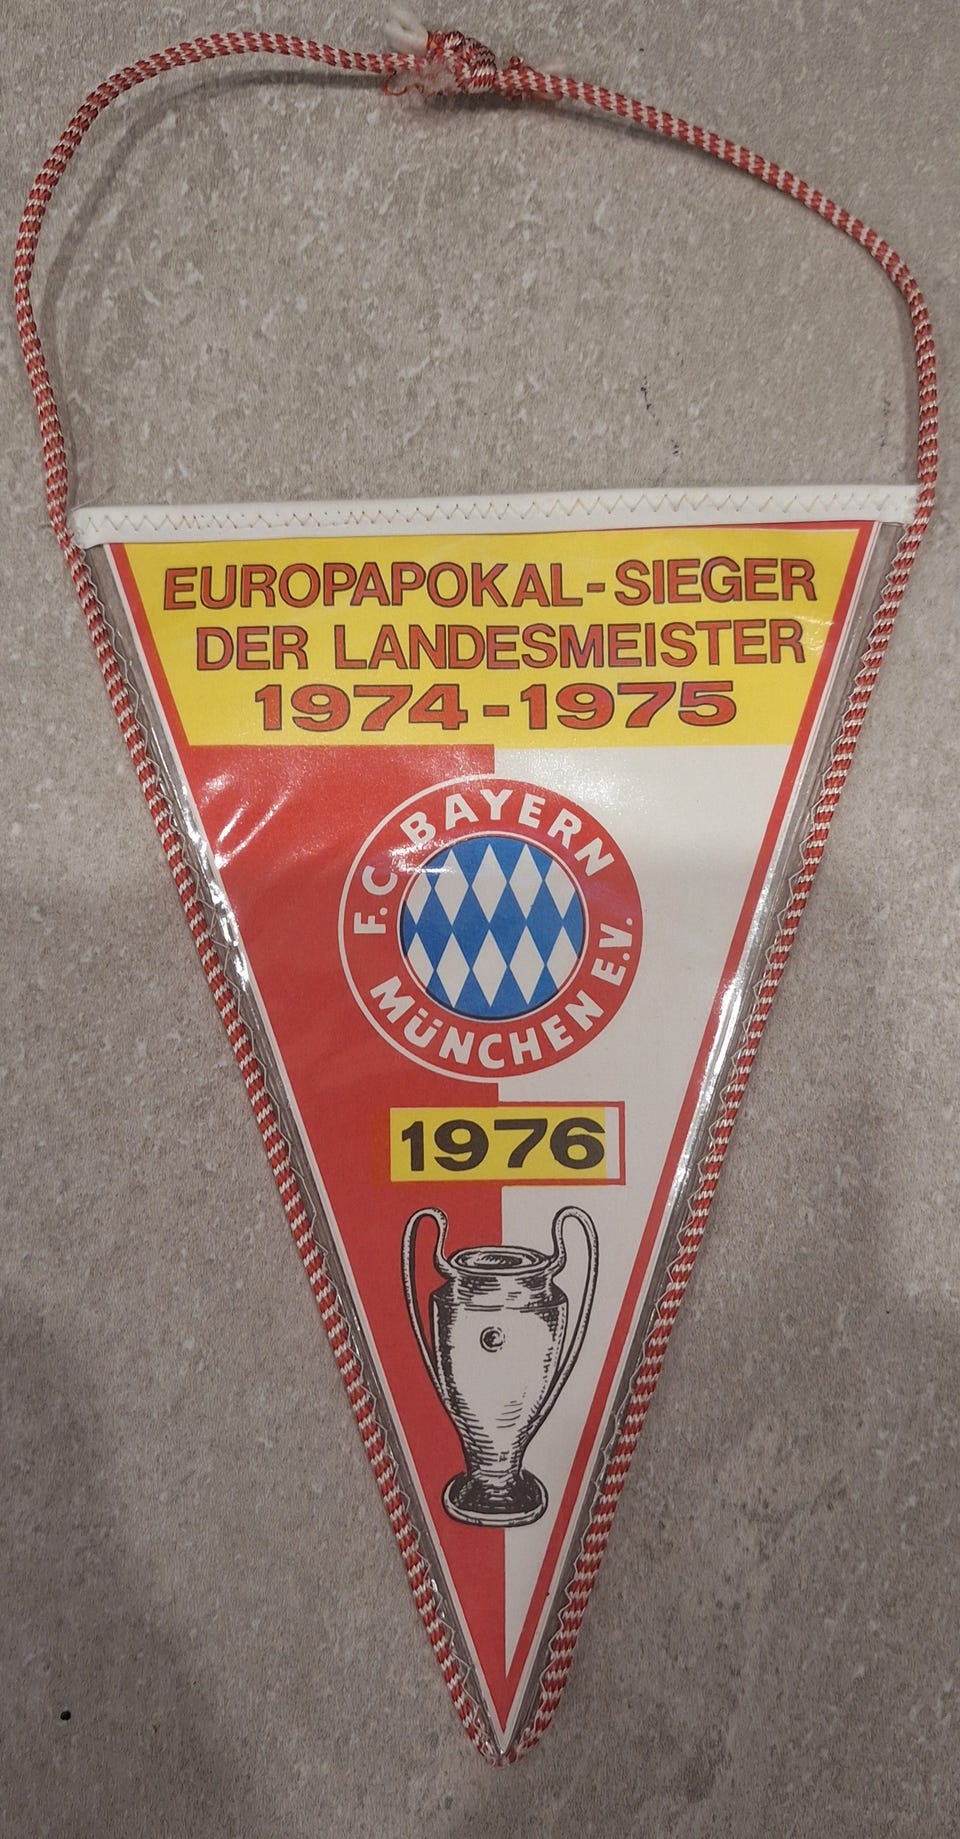 EUROPAPOKAL-SIEGER
DER LANDESMEISTER
1974-1975
F.C. BAYERN
MÜNCHEN E.V.
1976